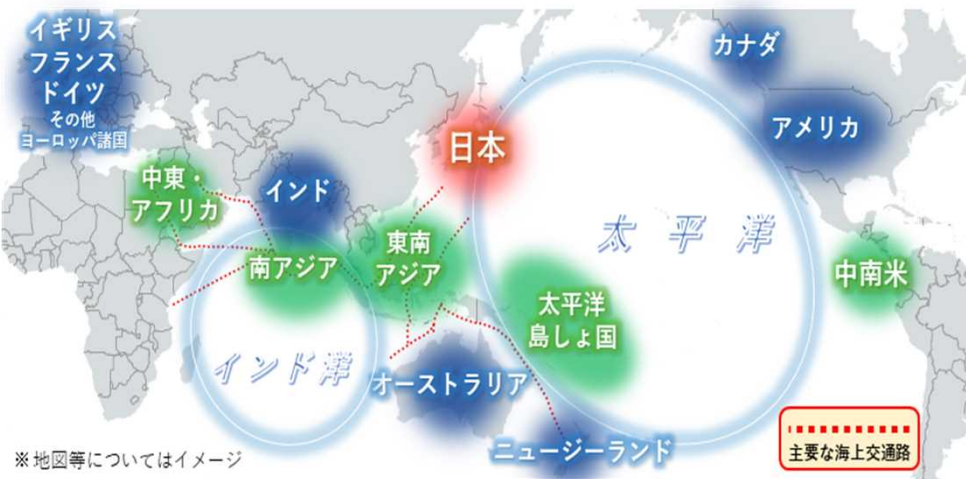 イギリス
フランス
ドイツ
その他
ヨーロッパ諸国
カナダ
アメリカ
日本
中東・
アフリカ
インド
太平洋
東南
アジア
南アジア
中南米
太平洋
島しょ国
インド洋
オーストラリア
ニュージーランド
主要な海上交通路
※地図等についてはイメージ